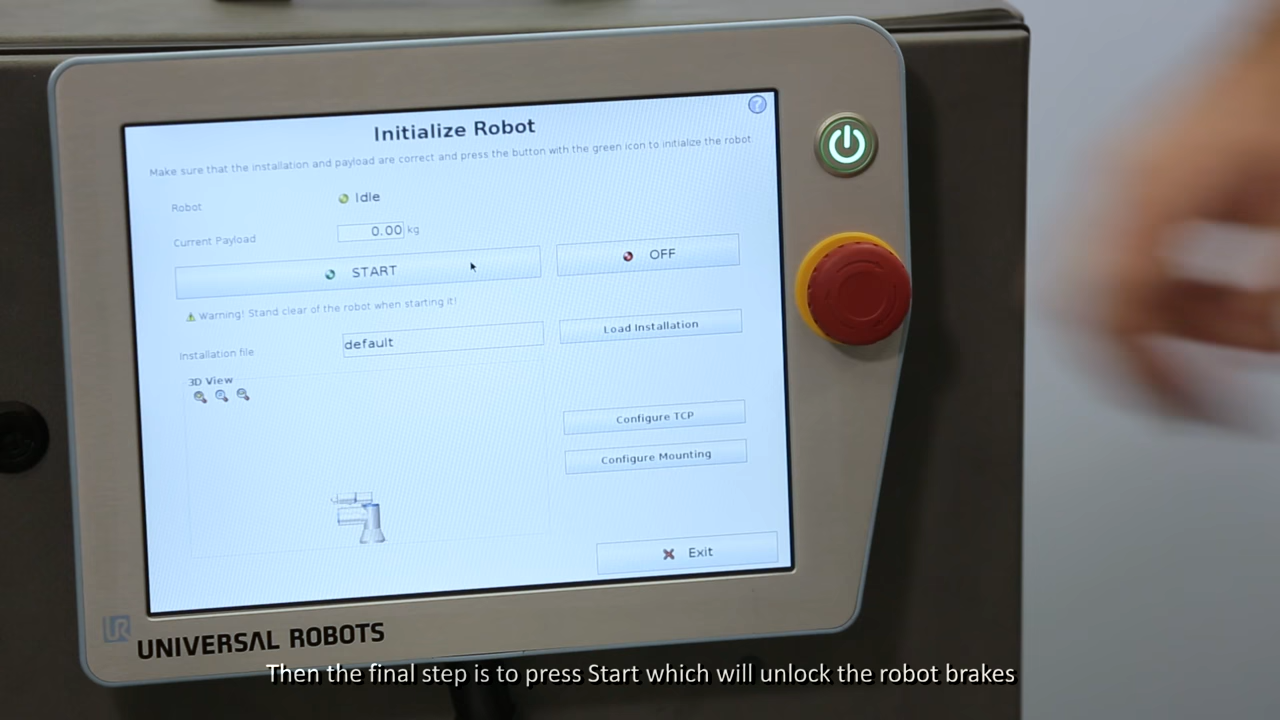 Initialize Robot
Make sure that the installation and payload are correct and press the button with the green icon to initialize the robot
Robot
Idle
Current Payload
0.00 kg
START
OFF
Warning! Stand clear of the robot when starting it!
Installation file
default
Load Installation
3D View
Configure TCP
Configure Mounting
Exit
UR
UNIVERSAL ROBOTS
Then the final step is to press Start which will unlock the robot brakes